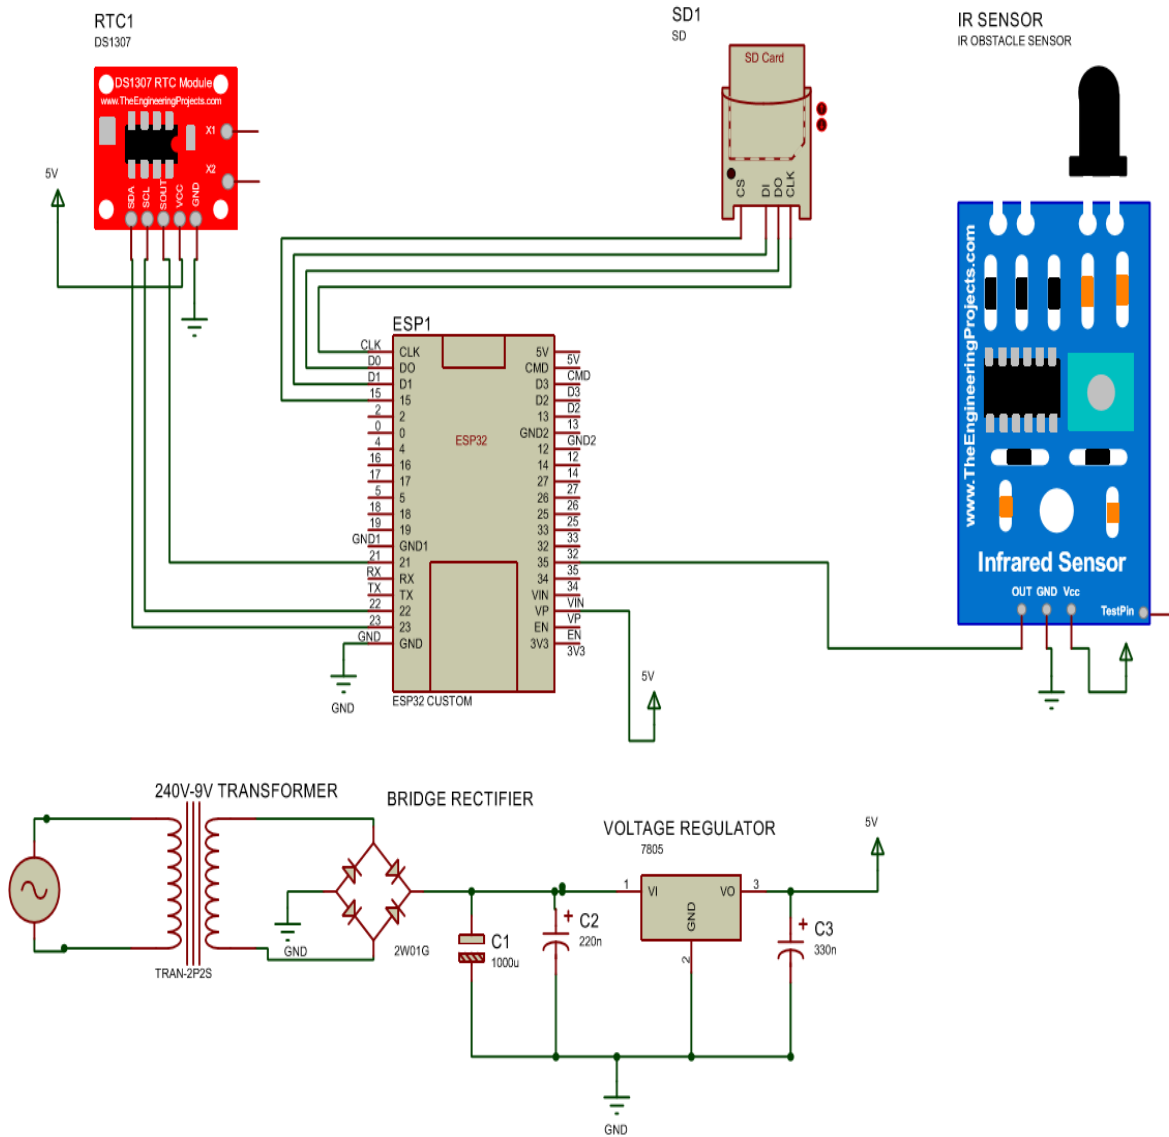 RTC1
DS1307
DS1307 RTC Module
www.TheEngineeringProjects.com
X1
X2
SDA
SCL
SOUT
VCC
GND
5V
SD1
SD
SD Card
CS
DI
DO
CLK
IR SENSOR
IR OBSTACLE SENSOR
www.TheEngineeringProjects.com
Infrared Sensor
OUT GND Vcc
TestPin
ESP1
CLK
D0
D1
15
2
0
4
16
17
5
18
19
GND1
21
RX
TX
22
23
GND
CLK
DO
D1
15
2
0
4
16
17
5
18
19
GND1
21
RX
TX
22
23
GND
ESP32
5V
CMD
D3
D2
13
GND2
12
14
27
26
25
33
32
35
34
VIN
VP
EN
3V3
5V
CMD
D3
D2
13
GND2
12
14
27
26
25
33
32
35
34
VIN
VP
EN
3V3
ESP32 CUSTOM
GND
5V
240V-9V TRANSFORMER
TRAN-2P2S
BRIDGE RECTIFIER
2W01G
GND
C1
1000u
C2
220n
VOLTAGE REGULATOR
7805
1
VI
VO
3
GND
2
C3
330n
5V
GND